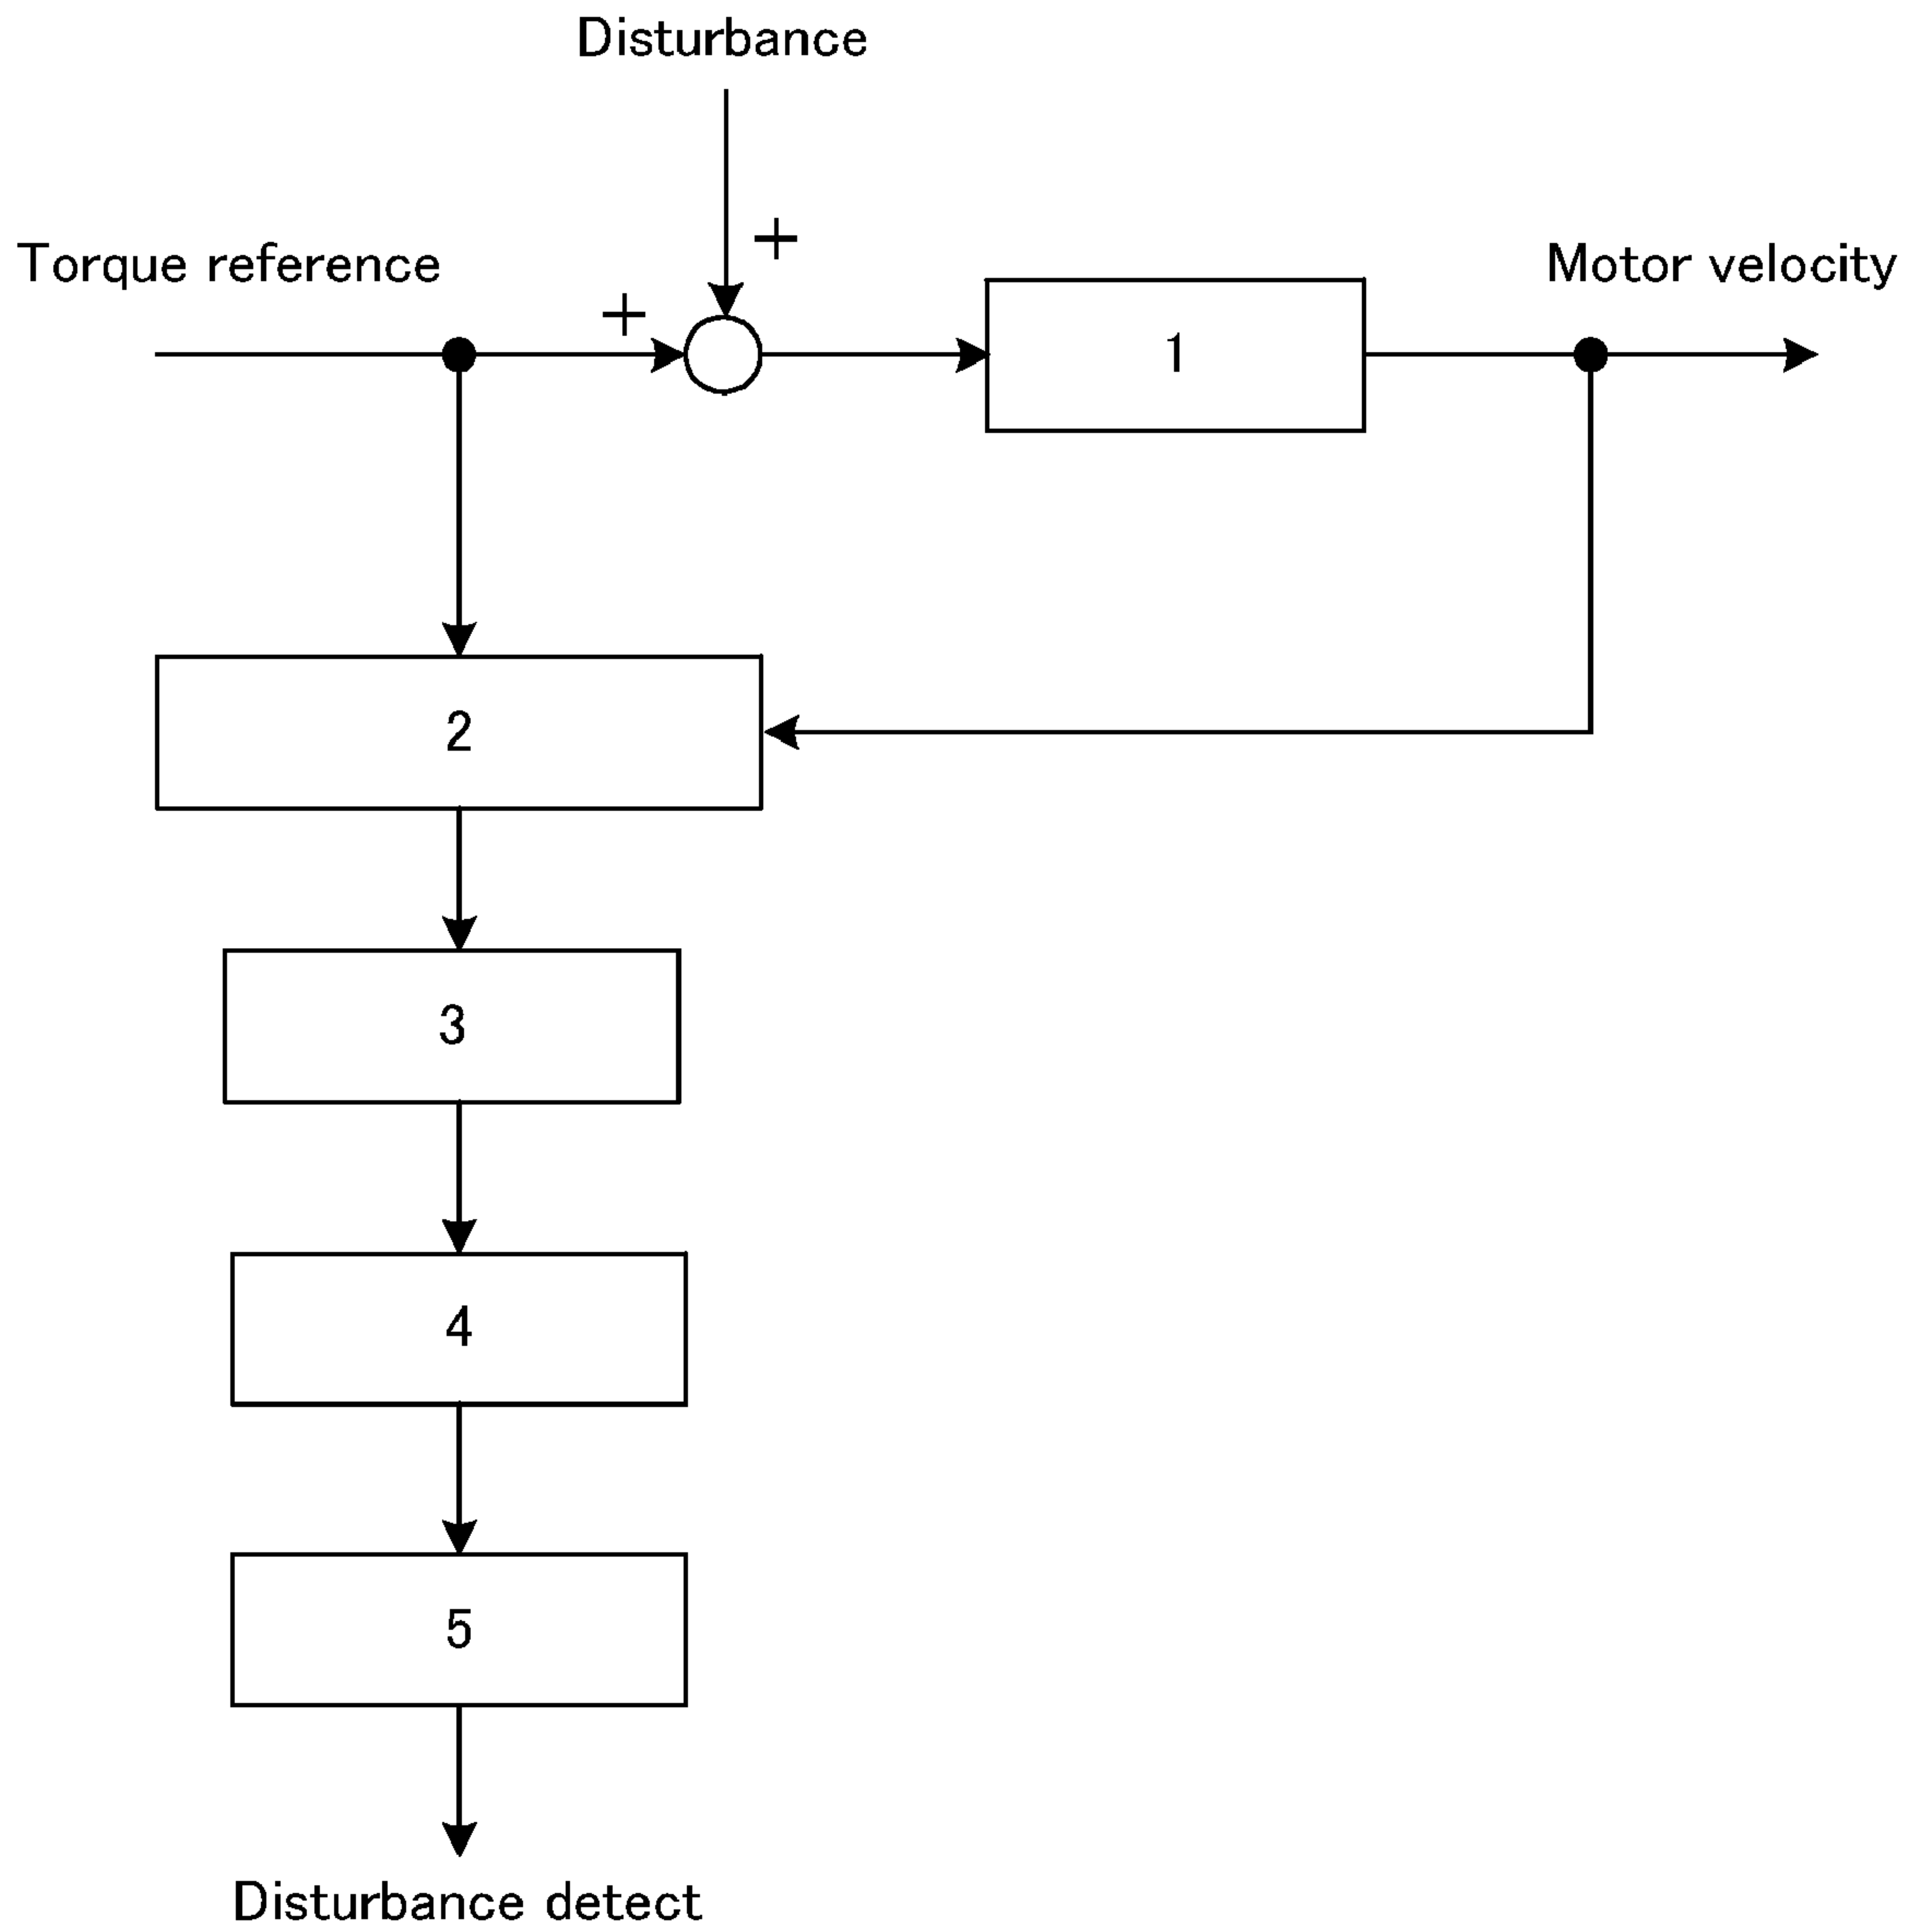 Disturbance
+
Torque reference
+
Motor velocity
1
2
3
4
5
Disturbance detect